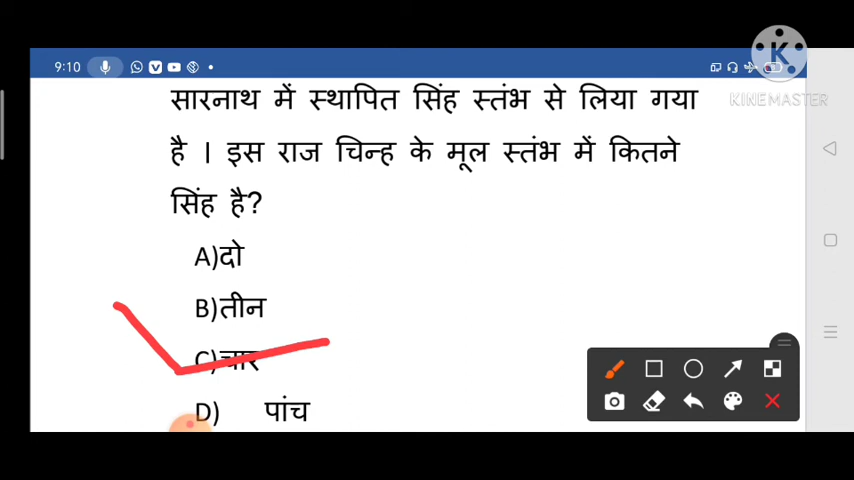 9:10
KINEMASTER
सारनाथ में स्थापित सिंह स्तंभ से लिया गया
है । इस राज चिन्ह के मूल स्तंभ में कितने
सिंह है?
A)दो
B)तीन
C)चार
D) पांच